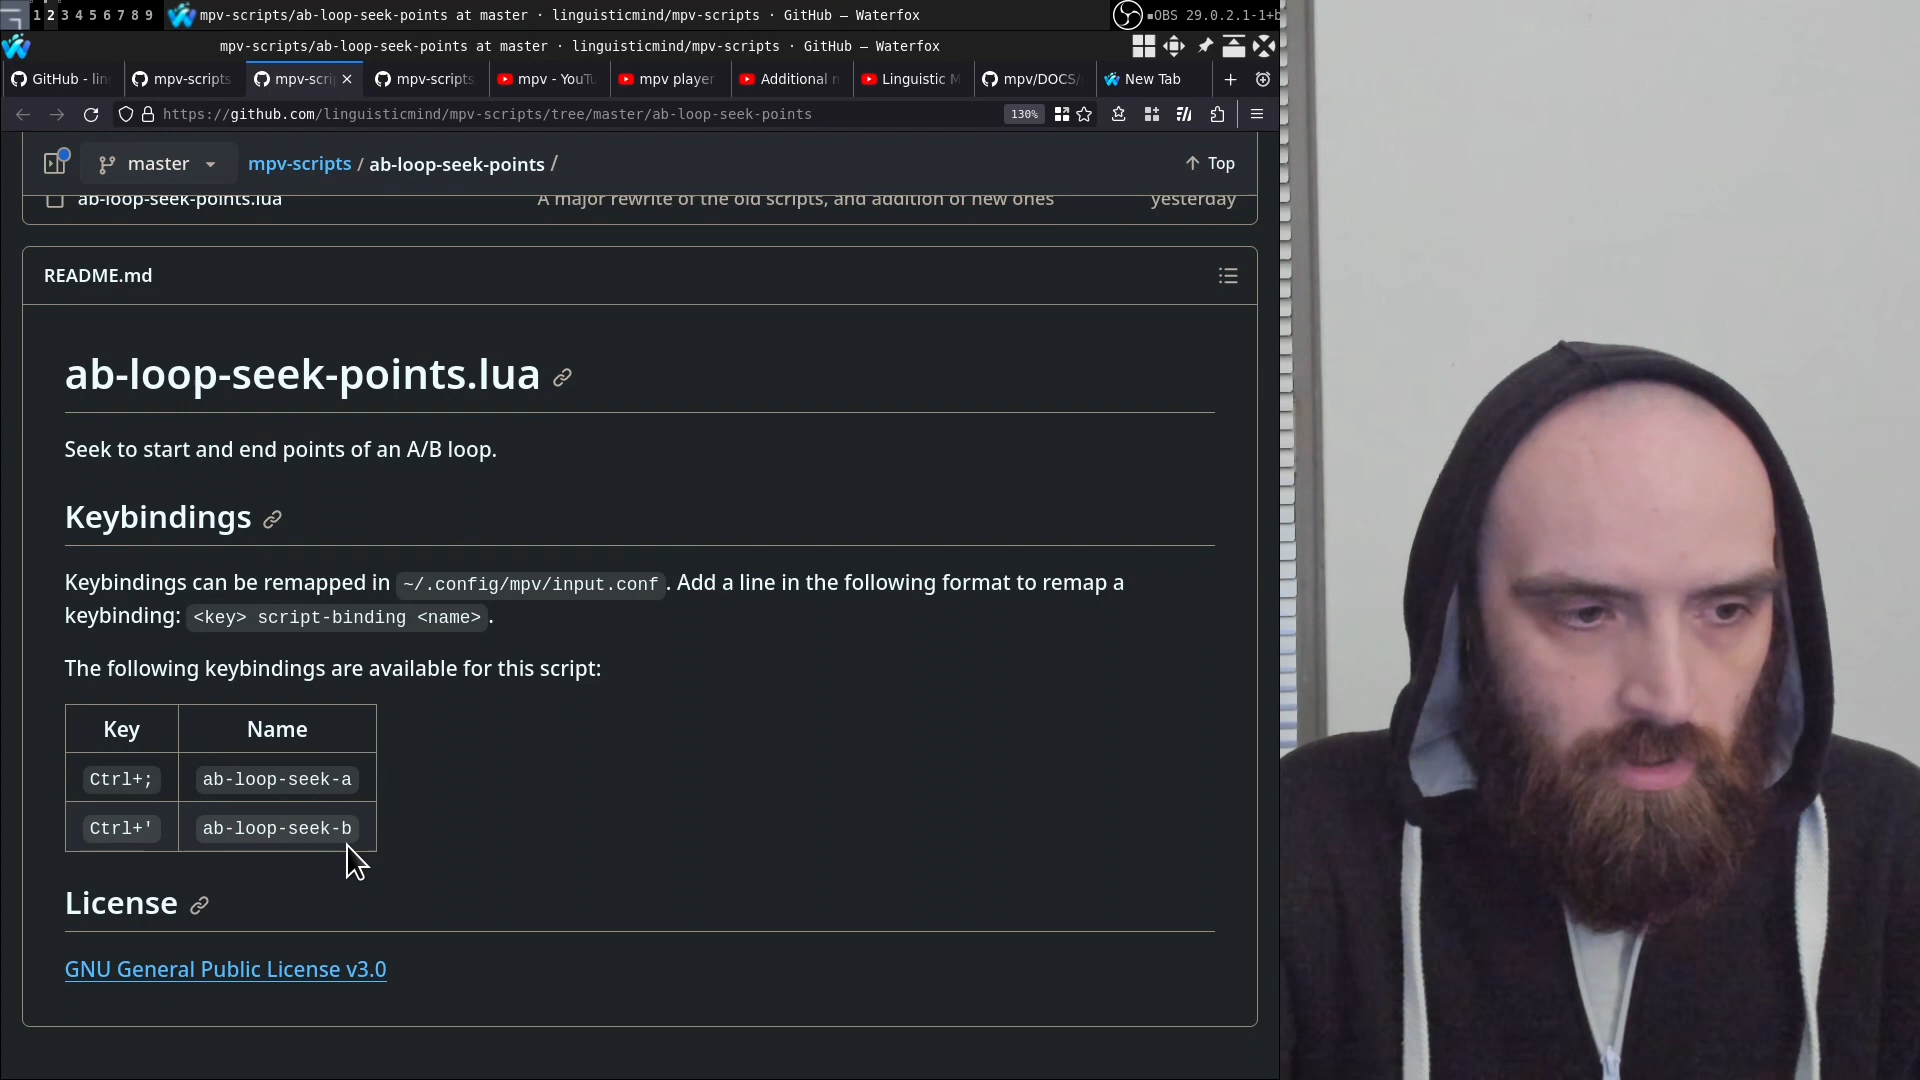 1 2 3 4 5 6 7 8 9 mpv-scripts/ab-loop-seek-points at master · linguisticmind/mpv-scripts · GitHub — Waterfox ▪OBS 29.0.2.1-1+b
mpv-scripts/ab-loop-seek-points at master · linguisticmind/mpv-scripts · GitHub — Waterfox
GitHub - lin mpv-scripts mpv-scri mpv-scripts mpv - YouTu mpv player Additional Linguistic M mpv/DOCS/ New Tab
https://github.com/linguisticmind/mpv-scripts/tree/master/ab-loop-seek-points 130%
master mpv-scripts / ab-loop-seek-points / Top
ab-loop-seek-points.lua A major rewrite of the old scripts, and addition of new ones yesterday
README.md
ab-loop-seek-points.lua
Seek to start and end points of an A/B loop.
Keybindings
Keybindings can be remapped in ~/.config/mpv/input.conf. Add a line in the following format to remap a
keybinding: <key> script-binding <name>.
The following keybindings are available for this script:
Key Name
Ctrl+; ab-loop-seek-a
Ctrl+' ab-loop-seek-b
License
GNU General Public License v3.0